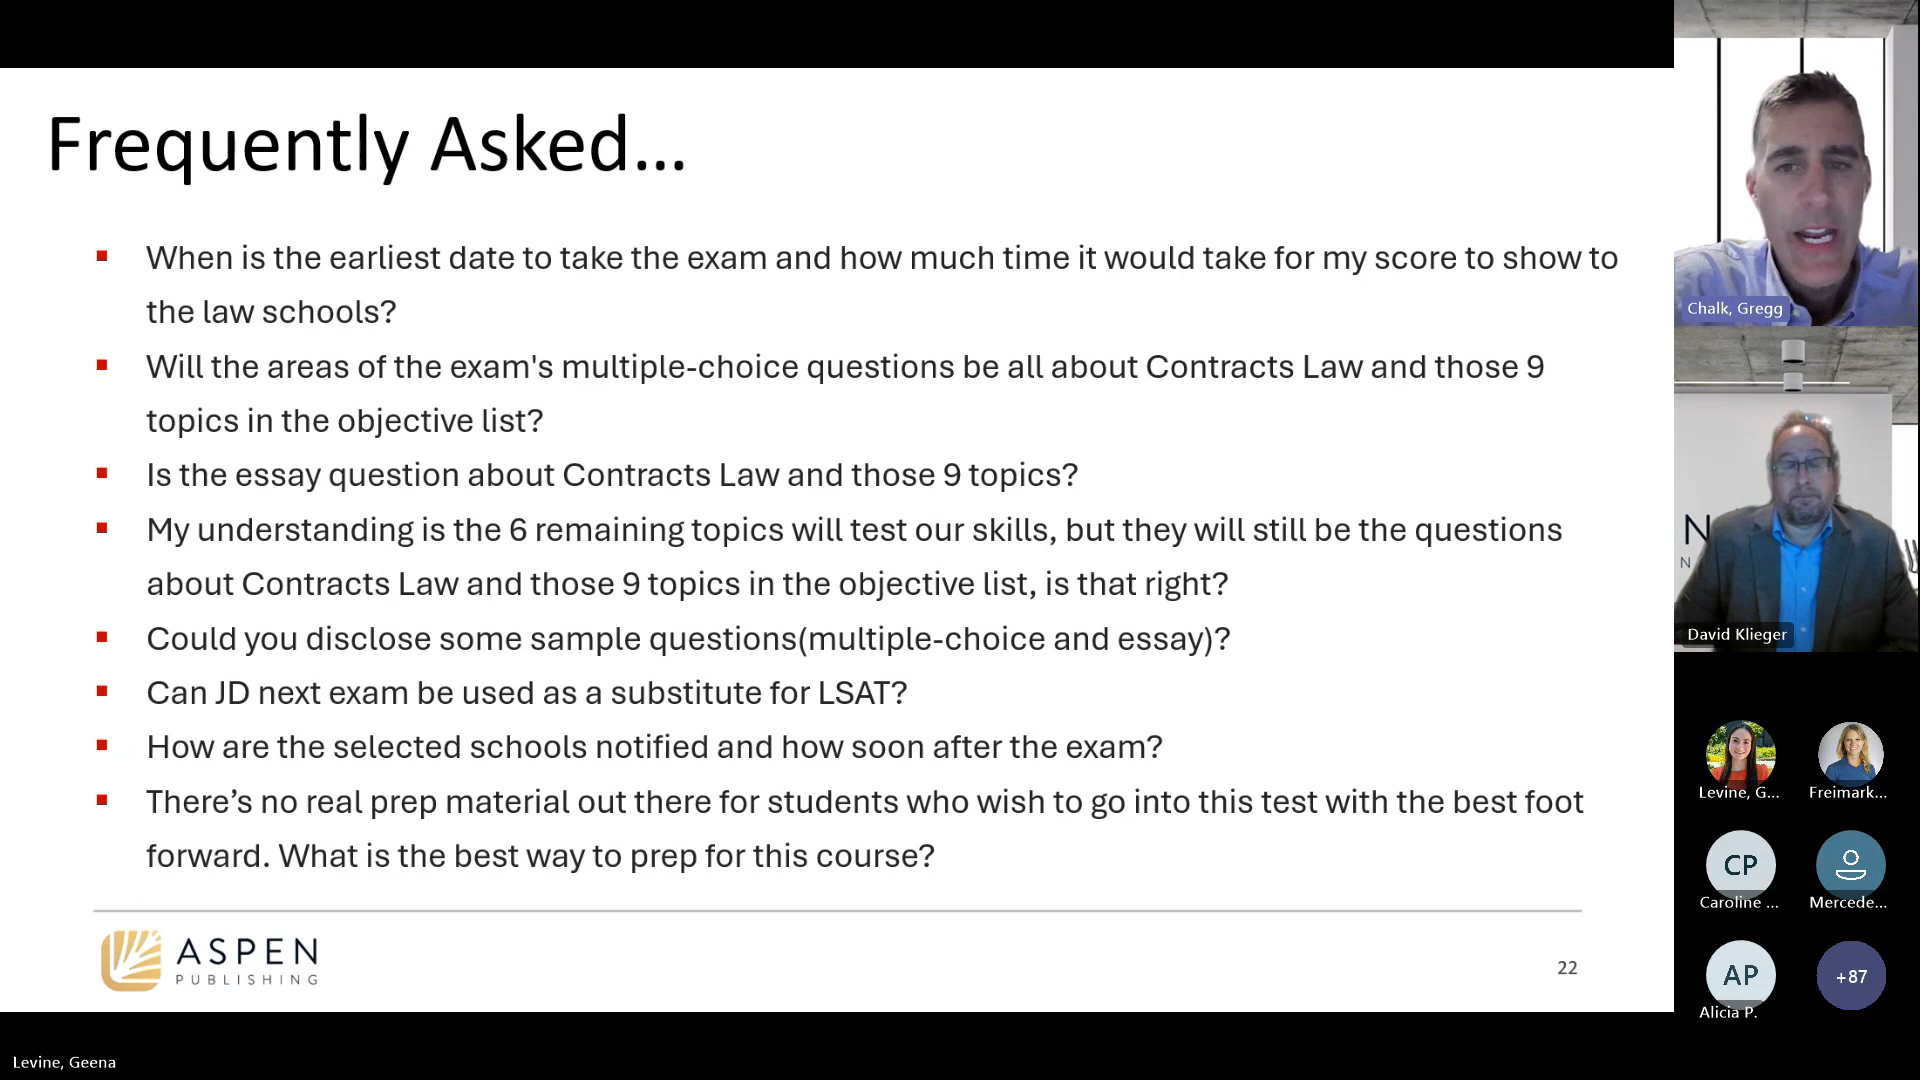 Frequently Asked...
▪ When is the earliest date to take the exam and how much time it would take for my score to show to
the law schools?
▪ Will the areas of the exam's multiple-choice questions be all about Contracts Law and those 9
topics in the objective list?
▪ Is the essay question about Contracts Law and those 9 topics?
▪ My understanding is the 6 remaining topics will test our skills, but they will still be the questions
about Contracts Law and those 9 topics in the objective list, is that right?
▪ Could you disclose some sample questions(multiple-choice and essay)?
▪ Can JD next exam be used as a substitute for LSAT?
▪ How are the selected schools notified and how soon after the exam?
▪ There’s no real prep material out there for students who wish to go into this test with the best foot
forward. What is the best way to prep for this course?
ASPEN
PUBLISHING
22
Chalk, Gregg
N
N
David Klieger
Levine, G...
Freimark...
CP
Caroline ...
Mercede...
AP
Alicia P.
+87
Levine, Geena